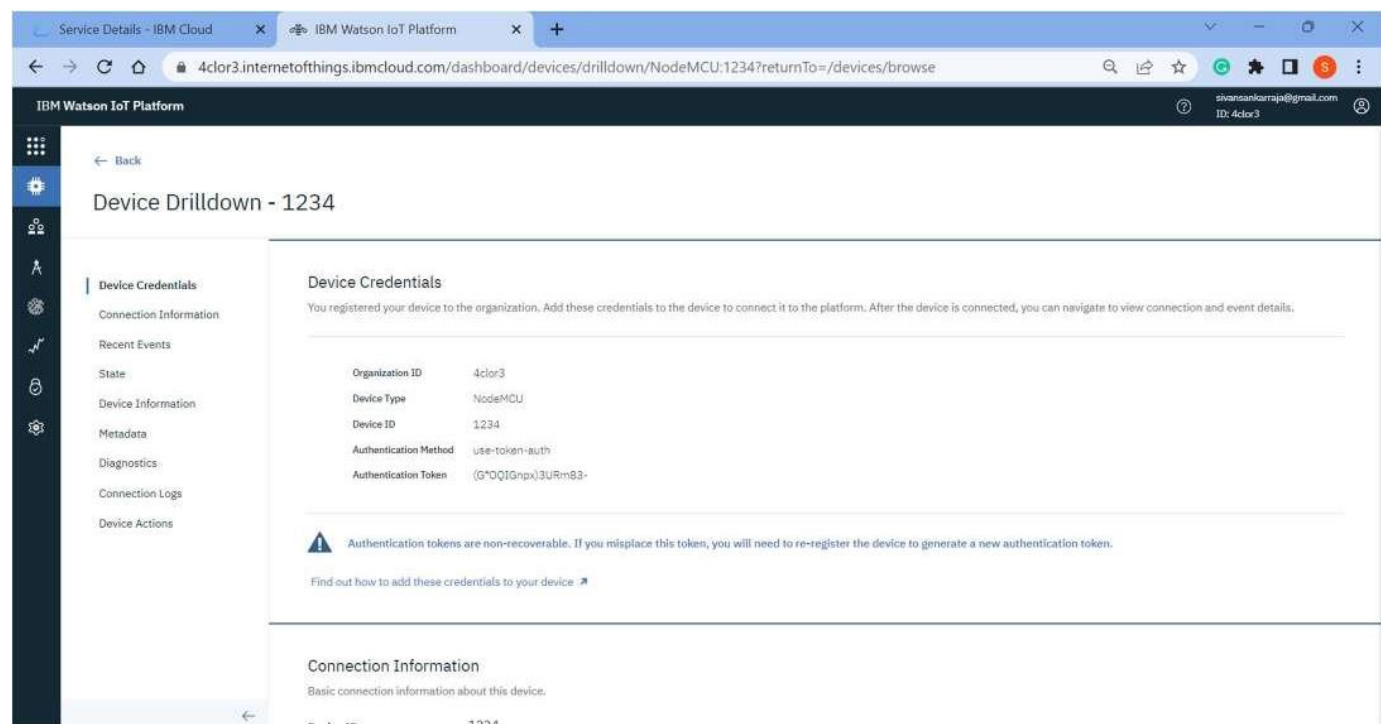 Service Details - IBM Cloud
IBM Watson IoT Platform
4clor3.internetofthings.ibmcloud.com/dashboard/devices/drilldown/NodeMCU:1234?returnTo=/devices/browse
S
IBM Watson IoT Platform
sivansankarraja@gmail.com
ID: 4clor3
Back
Device Drilldown - 1234
Device Credentials
Connection Information
Recent Events
State
Device Information
Metadata
Diagnostics
Connection Logs
Device Actions
Device Credentials
You registered your device to the organization. Add these credentials to the device to connect it to the platform. After the device is connected, you can navigate to view connection and event details.
Organization ID 4clor3
Device Type NodeMCU
Device ID 1234
Authentication Method use-token-auth
Authentication Token (G*OQIGnpx)3URmB3-
Authentication tokens are non-recoverable. If you misplace this token, you will need to re-register the device to generate a new authentication token.
Find out how to add these credentials to your device
Connection Information
Basic connection information about this device.
1234